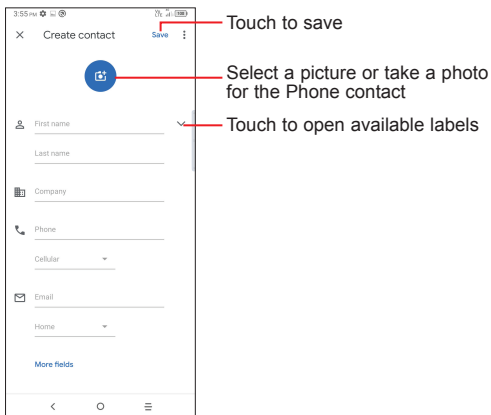 3:55 PM
100
Create contact
Save
Touch to save
Select a picture or take a photo
for the Phone contact
First name
Touch to open available labels
Last name
Company
Phone
Cellular
Email
Home
More fields